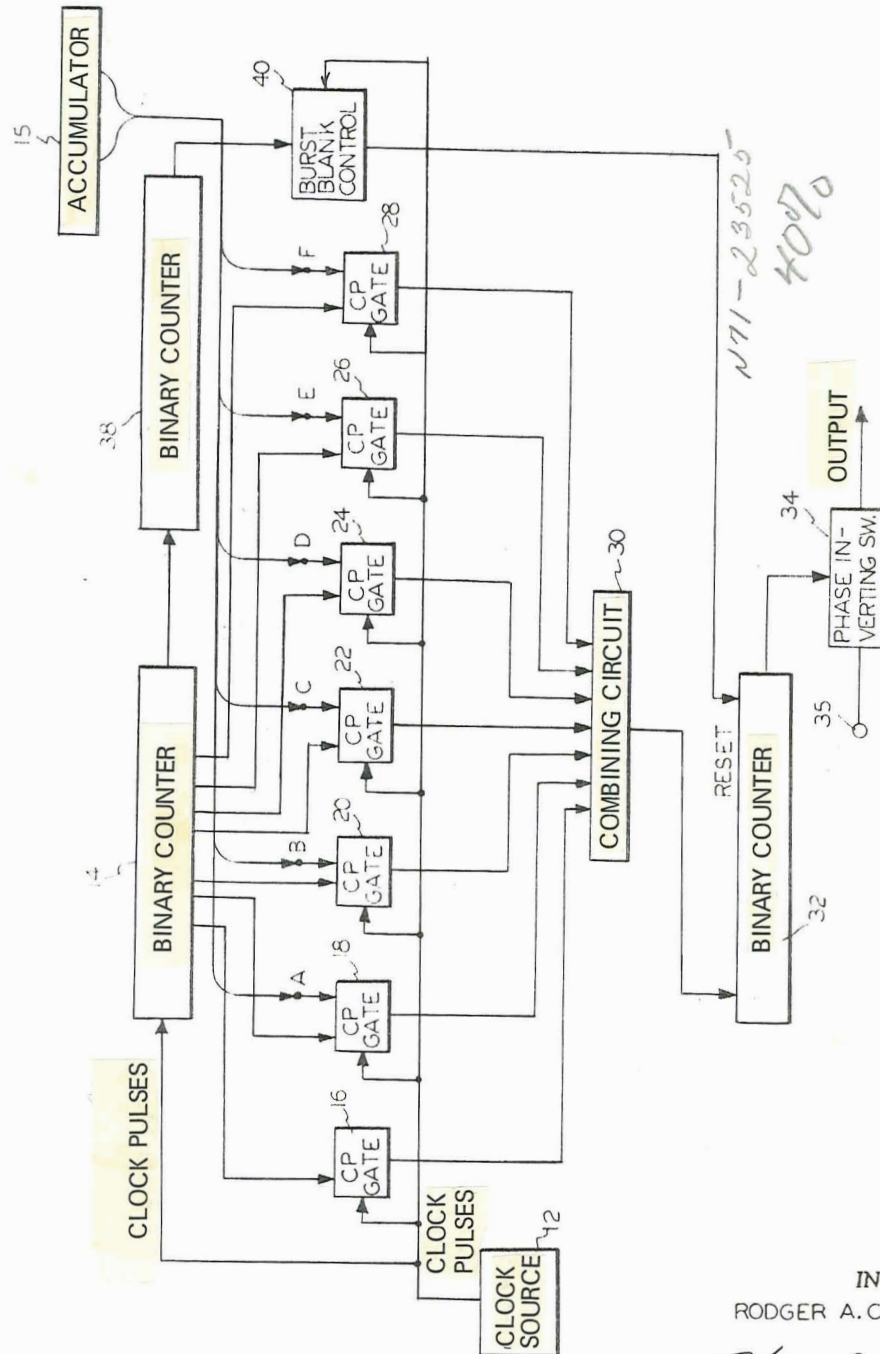 15
ACCUMULATOR
38
BINARY COUNTER
14
BINARY COUNTER
CLOCK PULSES
40
BURST
BLANK
CONTROL
A
B
C
D
E
F
16
CP
GATE
18
CP
GATE
20
CP
GATE
22
CP
GATE
24
CP
GATE
26
CP
GATE
28
CP
GATE
CLOCK
PULSES
CLOCK
SOURCE
42
COMBINING CIRCUIT
30
RESET
BINARY COUNTER
32
34
PHASE IN-
VERTING SW.
35
OUTPUT
N71-23525
40%
IN
RODGER A. C